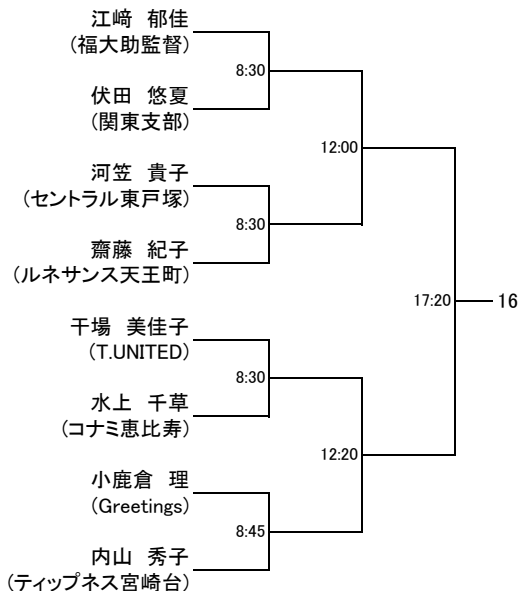 江﨑 郁佳
(福大助監督)
8:30
伏田 悠夏
(関東支部)
12:00
河笠 貴子
(セントラル東戸塚)
8:30
齋藤 紀子
(ルネサンス天王町)
17:20
16
干場 美佳子
(T.UNITED)
8:30
水上 千草
(コナミ恵比寿)
12:20
小鹿倉 理
(Greetings)
8:45
内山 秀子
(ティップネス宮崎台)